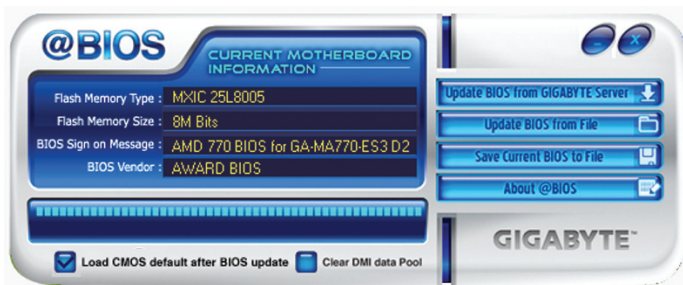 @BIOS
CURRENT MOTHERBOARD
INFORMATION
Flash Memory Type : MXIC 25L8005
Flash Memory Size : 8M Bits
BIOS Sign on Message : AMD 770 BIOS for GA-MA770-ES3 D2
BIOS Vendor : AWARD BIOS
Update BIOS from GIGABYTE Server
Update BIOS from File
Save Current BIOS to File
About @BIOS
Load CMOS default after BIOS update
Clear DMI data Pool
GIGABYTE™